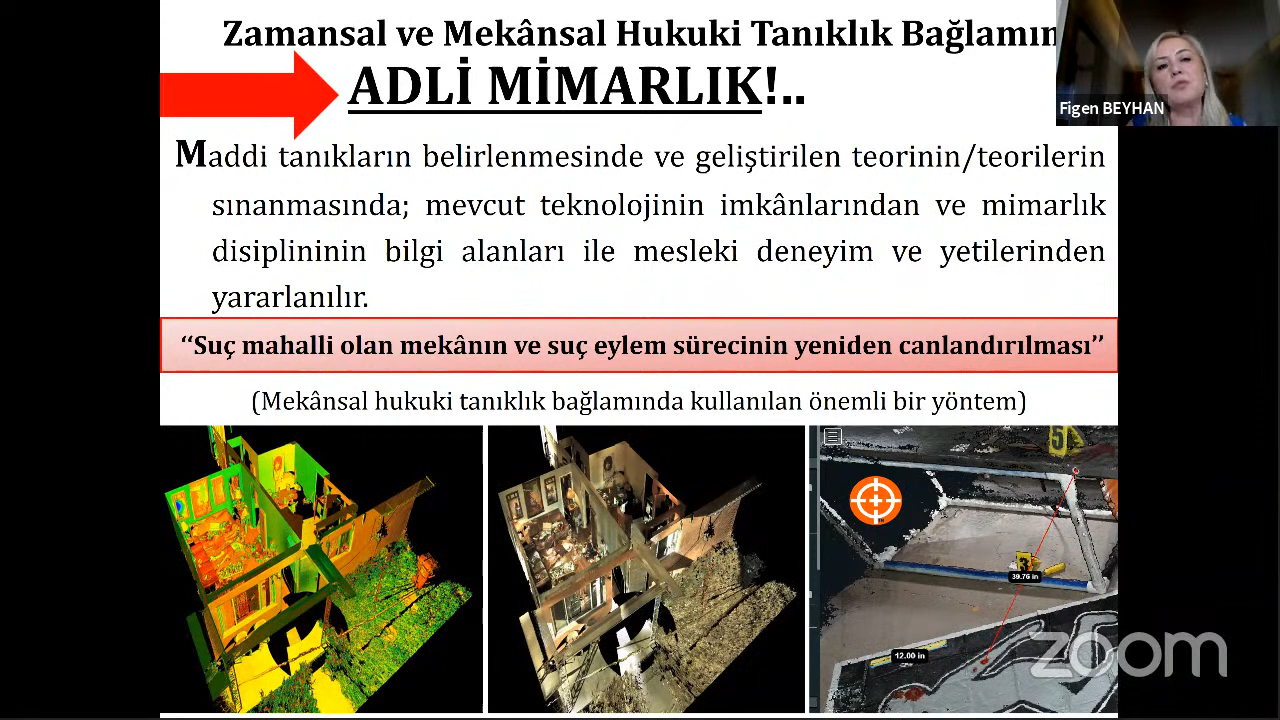 Zamansal ve Mekânsal Hukuki Tanıklık Bağlamın
ADLİ MİMARLIK!..
Figen BEYHAN
Maddi tanıkların belirlenmesinde ve geliştirilen teorinin/teorilerin
sınanmasında; mevcut teknolojinin imkânlarından ve mimarlık
disiplininin bilgi alanları ile mesleki deneyim ve yetilerinden
yararlanılır.
‘‘Suç mahalli olan mekânın ve suç eylem sürecinin yeniden canlandırılması’’
(Mekânsal hukuki tanıklık bağlamında kullanılan önemli bir yöntem)
5
3
39.76 in
12.00 in
zoom